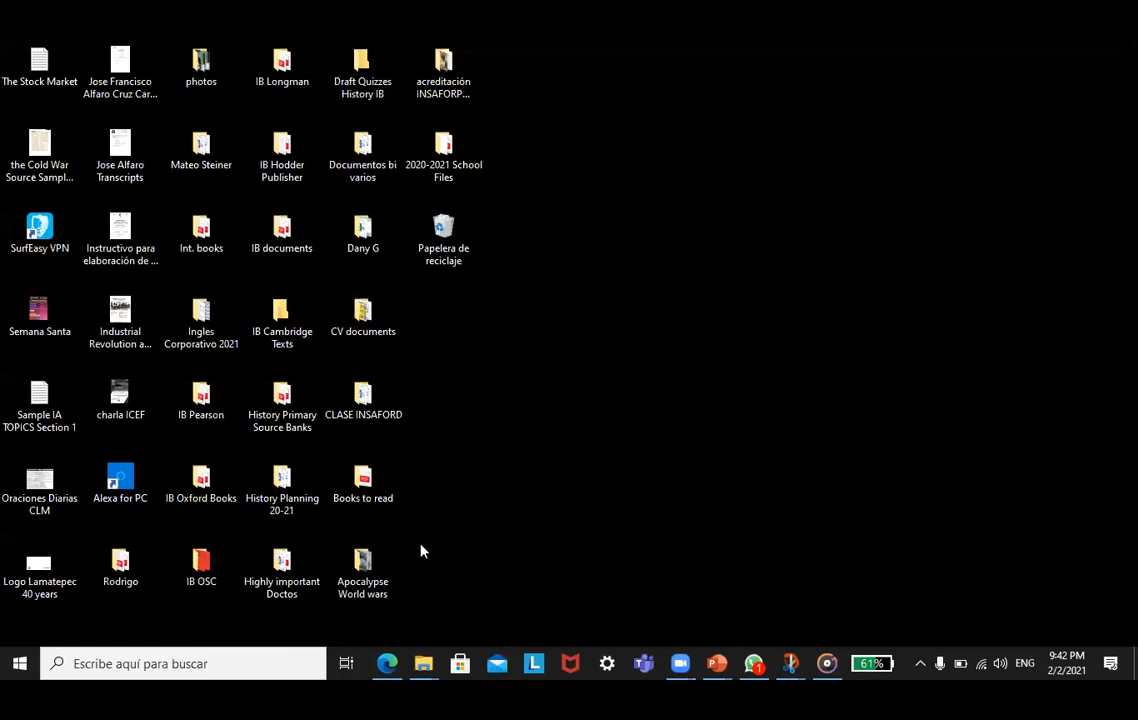 The Stock Market
Jose Francisco
Alfaro Cruz Car...
photos
IB Longman
Draft Quizzes
History IB
acreditación
iNSAFORP...
the Cold War
Source Sampl...
Jose Alfaro
Transcripts
Mateo Steiner
IB Hodder
Publisher
Documentos bi
varios
2020-2021 School
Files
SurfEasy VPN
Instructivo para
elaboración de ...
Int. books
IB documents
Dany G
Papelera de
reciclaje
Semana Santa
Industrial
Revolution a...
Ingles
Corporativo 2021
IB Cambridge
Texts
CV documents
Sample IA
TOPICS Section 1
charla ICEF
IB Pearson
History Primary
Source Banks
CLASE INSAFORD
Oraciones Diarias
CLM
Alexa for PC
IB Oxford Books
History Planning
20-21
Books to read
Logo Lamatepec
40 years
Rodrigo
IB OSC
Highly important
Doctos
Apocalypse
World wars
Escribe aquí para buscar
L
1
61%
ENG
9:42 PM
2/2/2021